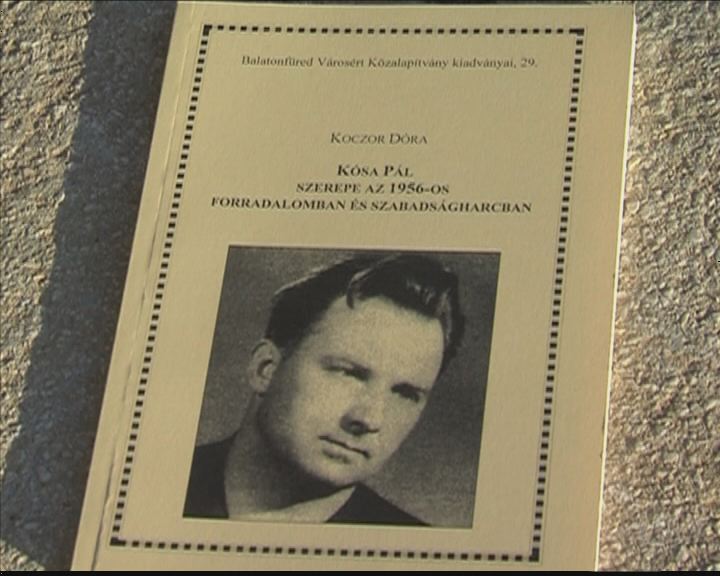 Balatonfüred Városért Közalapítvány kiadványai, 29.
KOCZOR DÓRA
KÓSA PÁL
SZEREPE AZ 1956-OS
FORRADALOMBAN ÉS SZABADSÁGHARCBAN